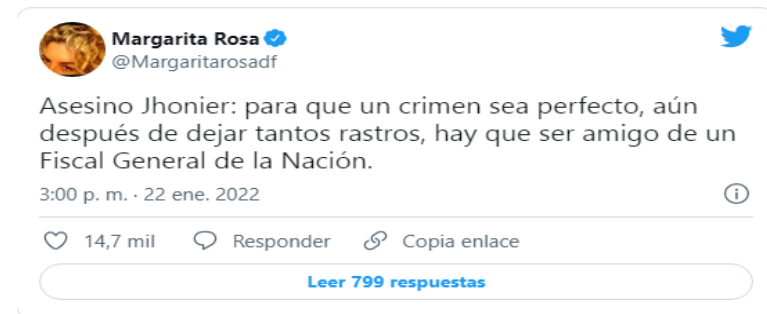 Margarita Rosa
@Margaritarosadf
Asesino Jhonier: para que un crimen sea perfecto, aún
después de dejar tantos rastros, hay que ser amigo de un
Fiscal General de la Nación.
3:00 p. m. · 22 ene. 2022
14,7 mil Responder Copia enlace
Leer 799 respuestas